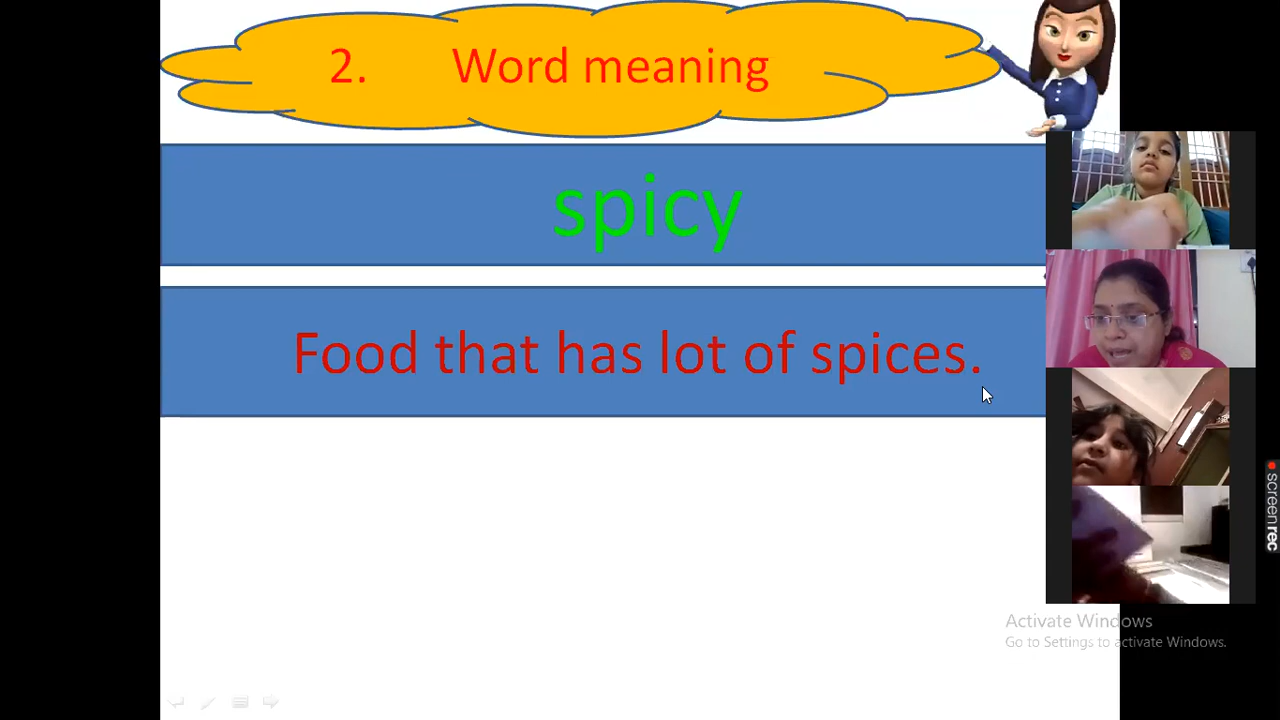 2. Word meaning
spicy
Food that has lot of spices.
screenrec
Activate Windows
Go to Settings to activate Windows.